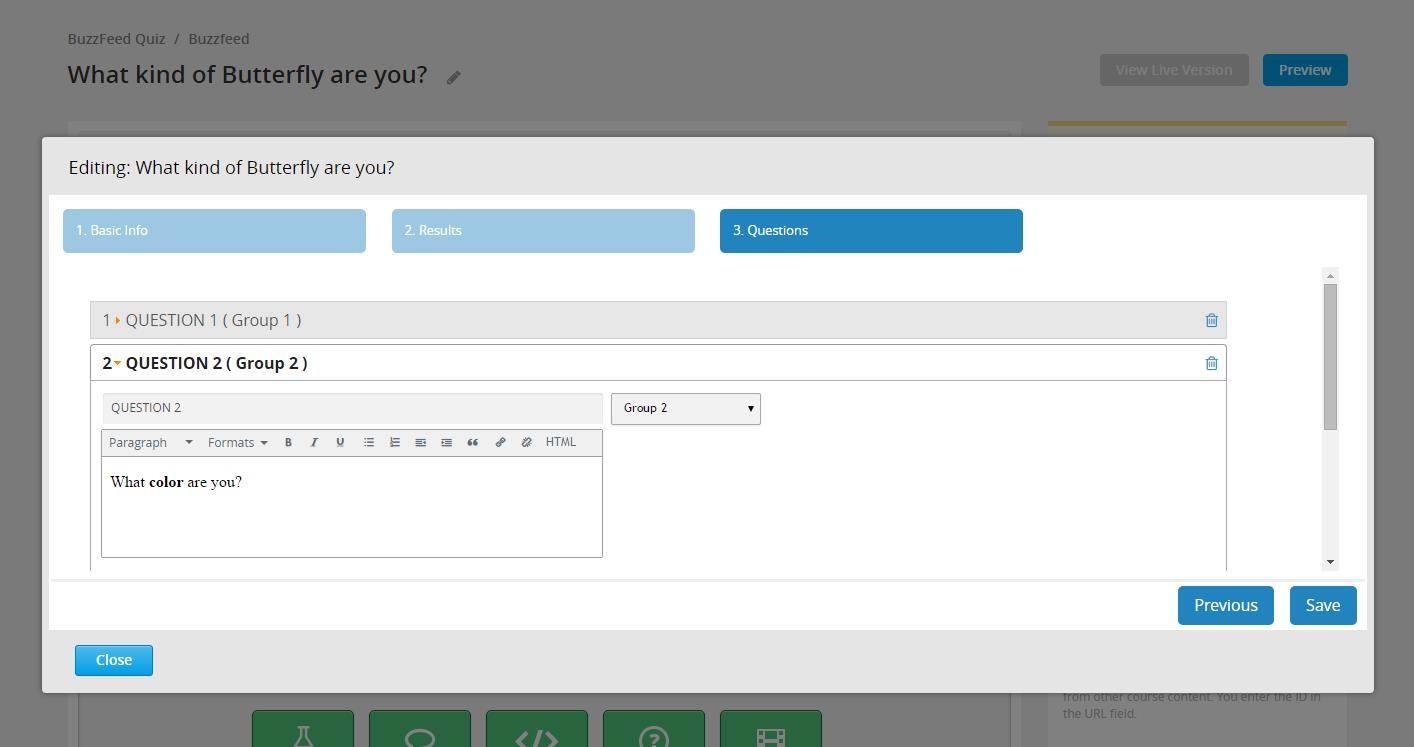 BuzzFeed Quiz / Buzzfeed
What kind of Butterfly are you?
View Live Version
Preview
Editing: What kind of Butterfly are you?
1. Basic Info
2. Results
3. Questions
1 QUESTION 1 ( Group 1 )
2 QUESTION 2 ( Group 2 )
QUESTION 2
Group 2
Paragraph Formats B I U HTML
What color are you?
Previous
Save
Close
from other course content. You enter the ID in
the URL field.